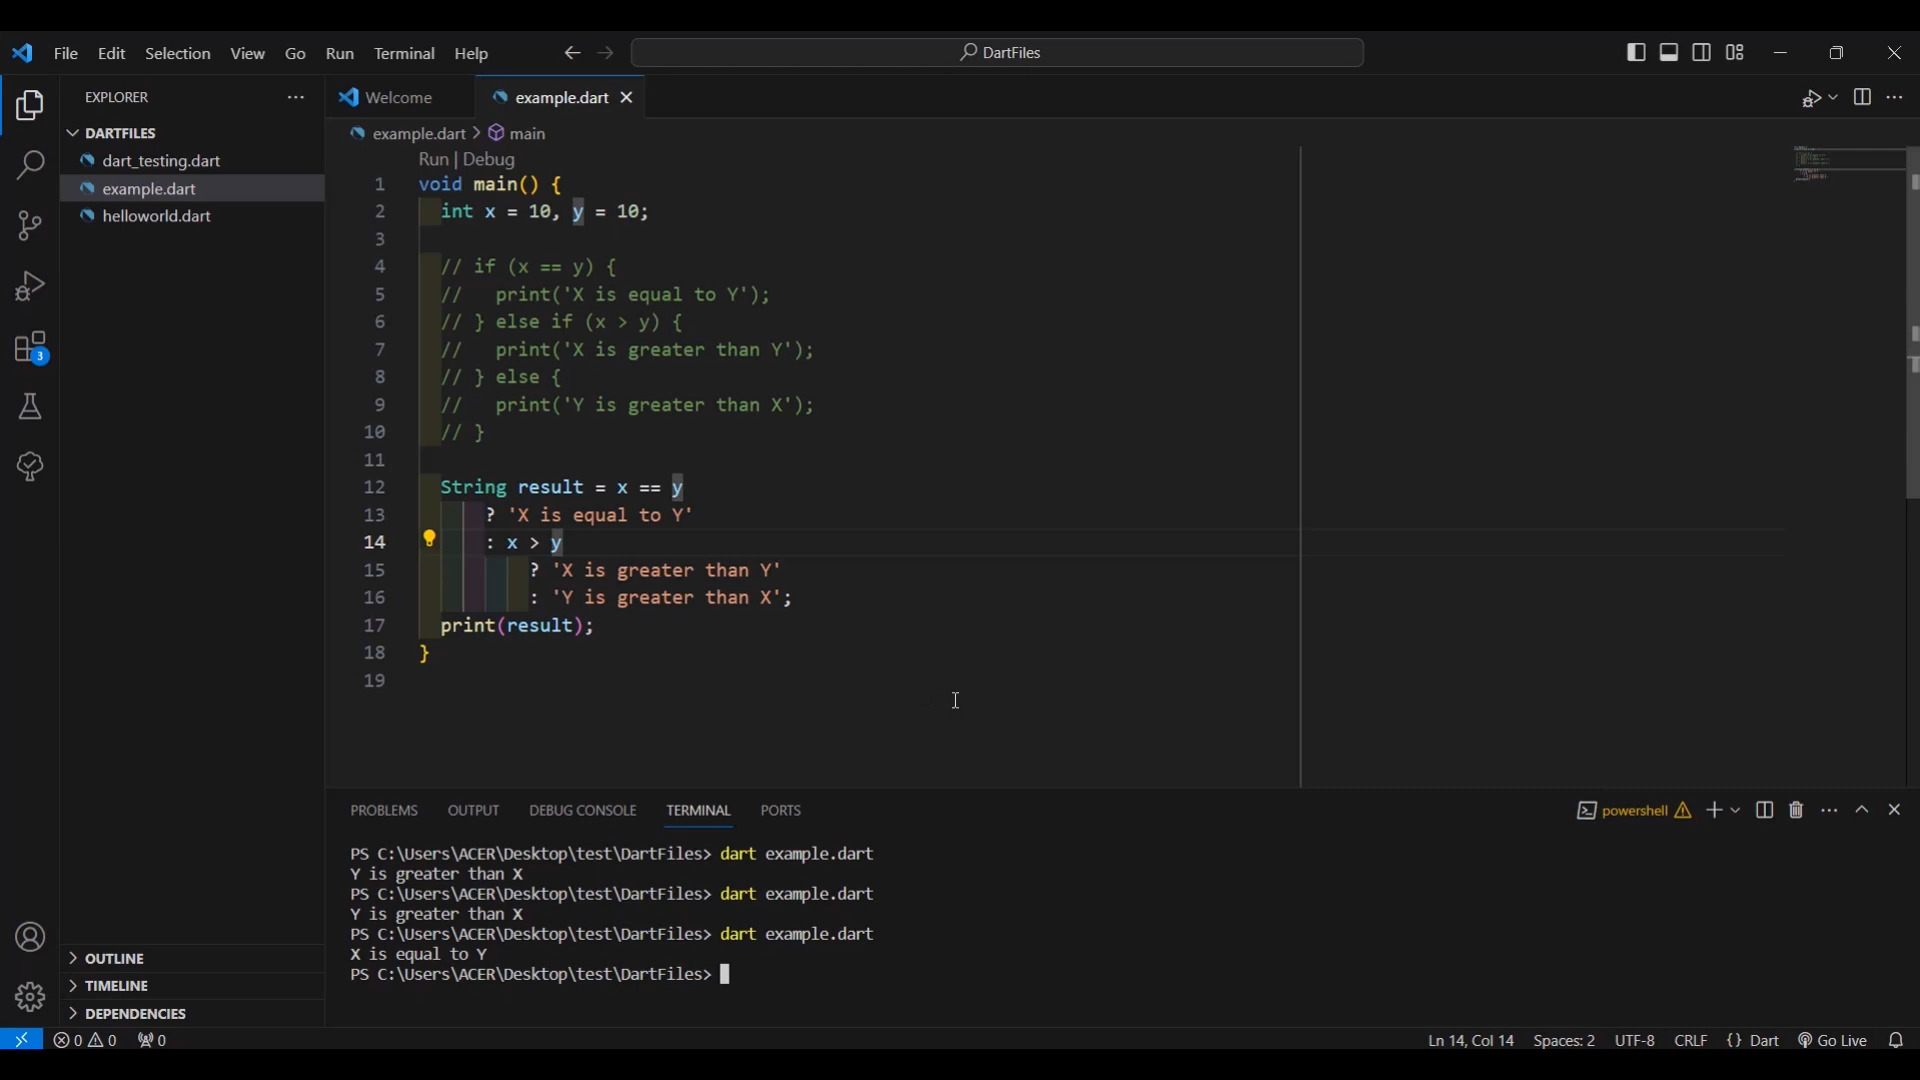 File Edit Selection View Go Run Terminal Help
DartFiles
EXPLORER
Welcome
example.dart
DARTFILES
dart_testing.dart
example.dart
helloworld.dart
3
example.dart > main
Run | Debug
1 void main() {
2 int x = 10, y = 10;
3
4 // if (x == y) {
5 //   print('X is equal to Y');
6 // } else if (x > y) {
7 //   print('X is greater than Y');
8 // } else {
9 //   print('Y is greater than X');
10 // }
11
12 String result = x == y
13 ? 'X is equal to Y'
14 : x > y
15 ? 'X is greater than Y'
16 : 'Y is greater than X';
17 print(result);
18 }
19
PROBLEMS OUTPUT DEBUG CONSOLE TERMINAL PORTS
powershell
PS C:\Users\ACER\Desktop\test\DartFiles> dart example.dart
Y is greater than X
PS C:\Users\ACER\Desktop\test\DartFiles> dart example.dart
Y is greater than X
PS C:\Users\ACER\Desktop\test\DartFiles> dart example.dart
X is equal to Y
PS C:\Users\ACER\Desktop\test\DartFiles>
OUTLINE
TIMELINE
DEPENDENCIES
0 0 0
Ln 14, Col 14 Spaces: 2 UTF-8 CRLF {} Dart Go Live